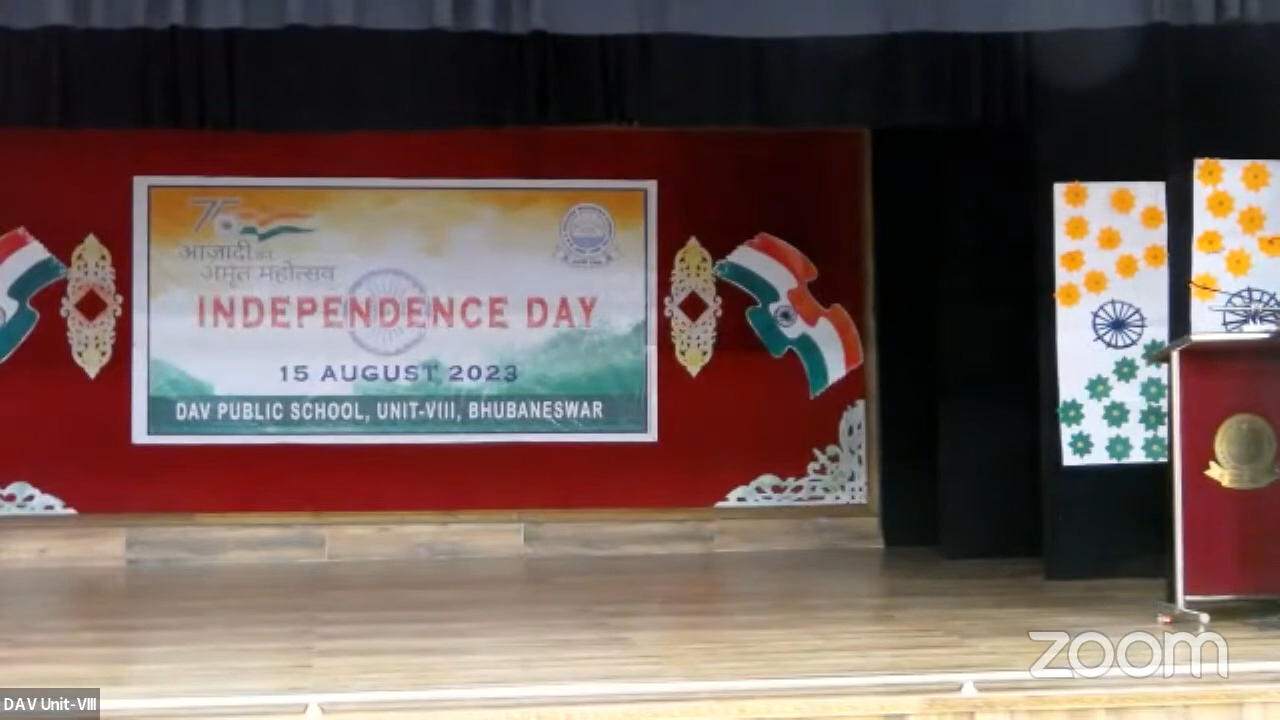 75
आज़ादी का
अमृत महोत्सव
INDEPENDENCE DAY
15 AUGUST 2023
DAV PUBLIC SCHOOL, UNIT-VIII, BHUBANESWAR
zoom
DAV Unit-VIII